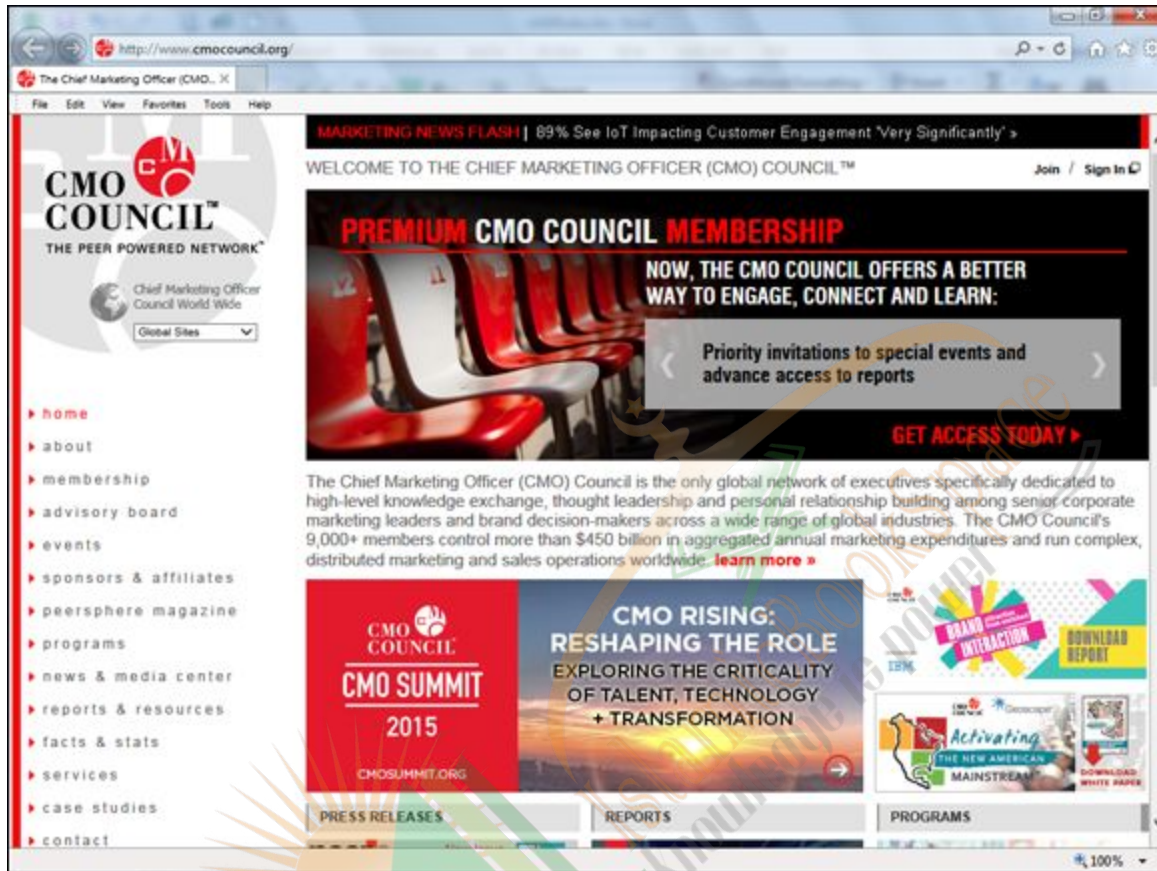 http://www.cmocouncil.org/
The Chief Marketing Officer (CMO...
File Edit View Favorites Tools Help
CMO
COUNCIL™
THE PEER POWERED NETWORK™
Chief Marketing Officer
Council World Wide
Global Sites
home
about
membership
advisory board
events
sponsors & affiliates
peersphere magazine
programs
news & media center
reports & resources
facts & stats
services
case studies
contact
MARKETING NEWS FLASH | 89% See IoT Impacting Customer Engagement 'Very Significantly' »
WELCOME TO THE CHIEF MARKETING OFFICER (CMO) COUNCIL™
Join / Sign In
PREMIUM CMO COUNCIL MEMBERSHIP
NOW, THE CMO COUNCIL OFFERS A BETTER
WAY TO ENGAGE, CONNECT AND LEARN:
Priority invitations to special events and
advance access to reports
GET ACCESS TODAY
The Chief Marketing Officer (CMO) Council is the only global network of executives specifically dedicated to
high-level knowledge exchange, thought leadership and personal relationship building among senior corporate
marketing leaders and brand decision-makers across a wide range of global industries. The CMO Council's
9,000+ members control more than $450 billion in aggregated annual marketing expenditures and run complex,
distributed marketing and sales operations worldwide. learn more »
CMO
COUNCIL™
CMO SUMMIT
2015
CMOSUMMIT.ORG
CMO RISING:
RESHAPING THE ROLE
EXPLORING THE CRITICALITY
OF TALENT, TECHNOLOGY
+ TRANSFORMATION
BRAND
INTERACTION
IBM
DOWNLOAD
REPORT
Geoscape
Activating
THE NEW AMERICAN
MAINSTREAM
DOWNLOAD
WHITE PAPER
PRESS RELEASES
REPORTS
PROGRAMS
100%